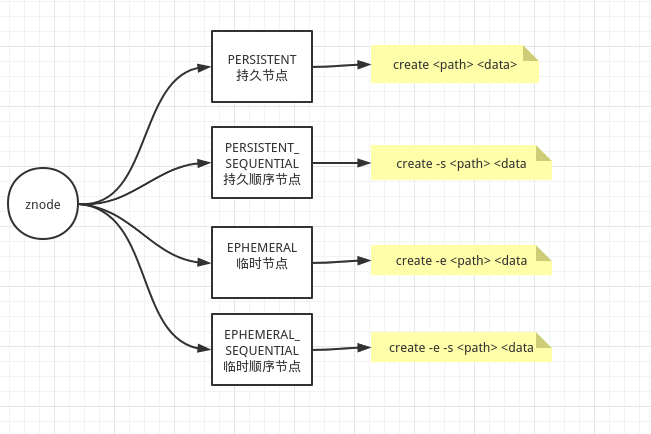 znode
PERSISTENT
持久节点
create <path> <data>
PERSISTENT_
SEQUENTIAL
持久顺序节点
create -s <path> <data
EPHEMERAL
临时节点
create -e <path> <data
EPHEMERAL_
SEQUENTIAL
临时顺序节点
create -e -s <path> <data